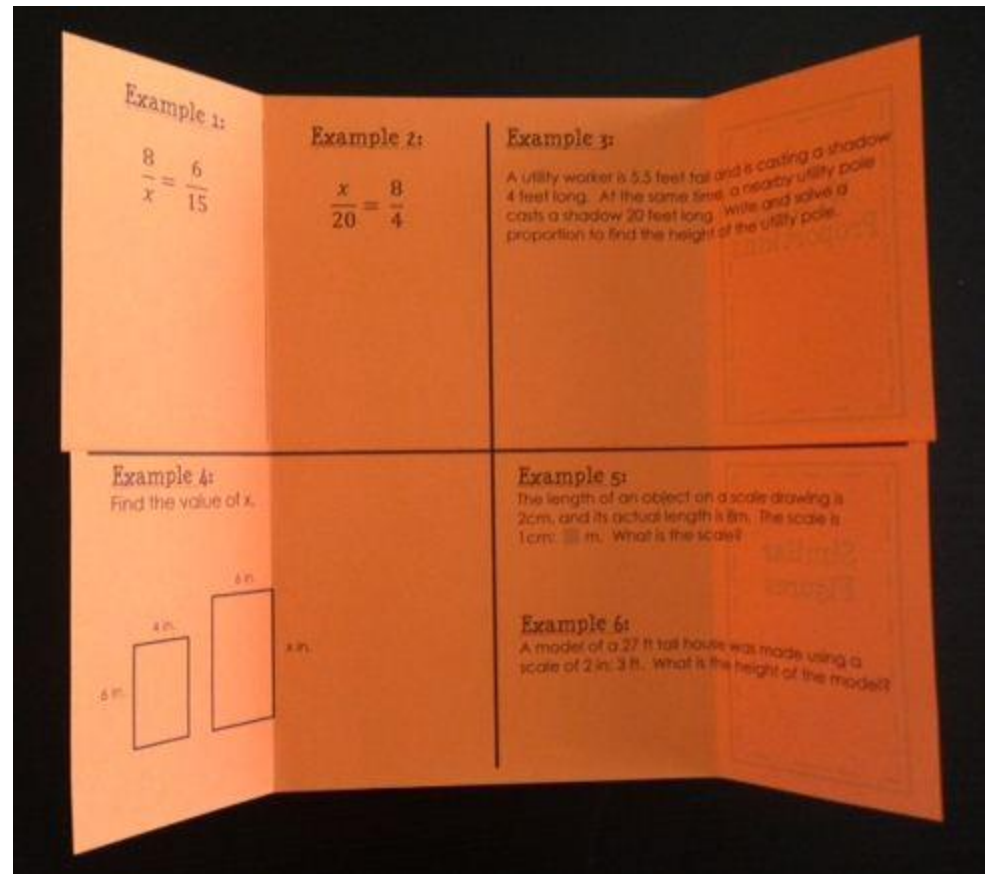 Example 1:
8/x = 6/15
Example 2:
x/20 = 8/4
Example 3:
A utility worker is 5.5 feet tall and is casting a shadow
4 feet long. At the same time, a nearby utility pole
casts a shadow 20 feet long. Write and solve a
proportion to find the height of the utility pole.
Example 4:
Find the value of x.
4 in.
6 in.
6 in.
x in.
Example 5:
The length of an object on a scale drawing is
2cm, and its actual length is 8m. The scale is
1cm: m. What is the scale?
Example 6:
A model of a 27 ft tall house was made using a
scale of 2 in: 3 ft. What is the height of the model?
Similar
Figures